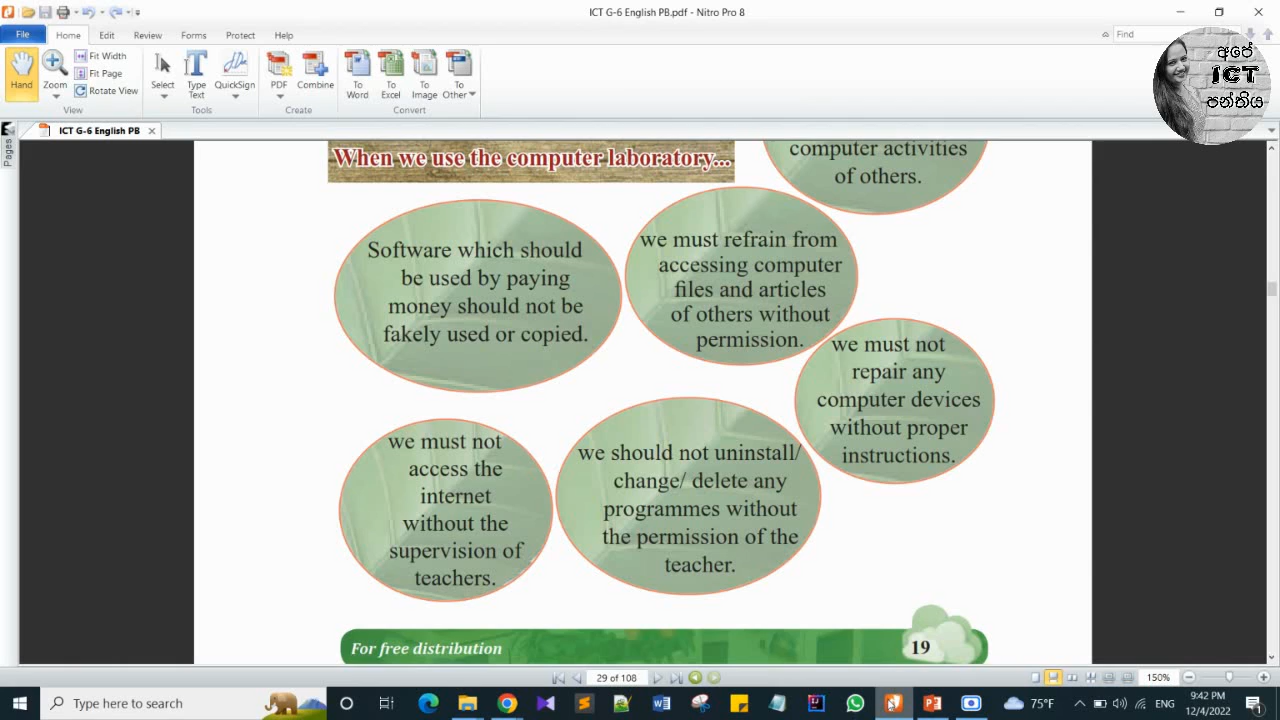 ICT G-6 English PB.pdf - Nitro Pro 8
File
Home
Edit
Review
Forms
Protect
Help
Find
Hand
Zoom
Fit Width
Fit Page
Rotate View
View
Select
Type
Text
QuickSign
Tools
PDF
Combine
Create
To
Word
To
Excel
To
Image
To
Other
Convert
අපේ
ICT
පන්තිය
ICT G-6 English PB
Pages
When we use the computer laboratory...
computer activities
of others.
Software which should
be used by paying
money should not be
fakely used or copied.
we must refrain from
accessing computer
files and articles
of others without
permission.
we must not
repair any
computer devices
without proper
instructions.
we must not
access the
internet
without the
supervision of
teachers.
we should not uninstall/
change/ delete any
programmes without
the permission of the
teacher.
For free distribution
19
29 of 108
150%
Type here to search
75°F
ENG
9:42 PM
12/4/2022
1